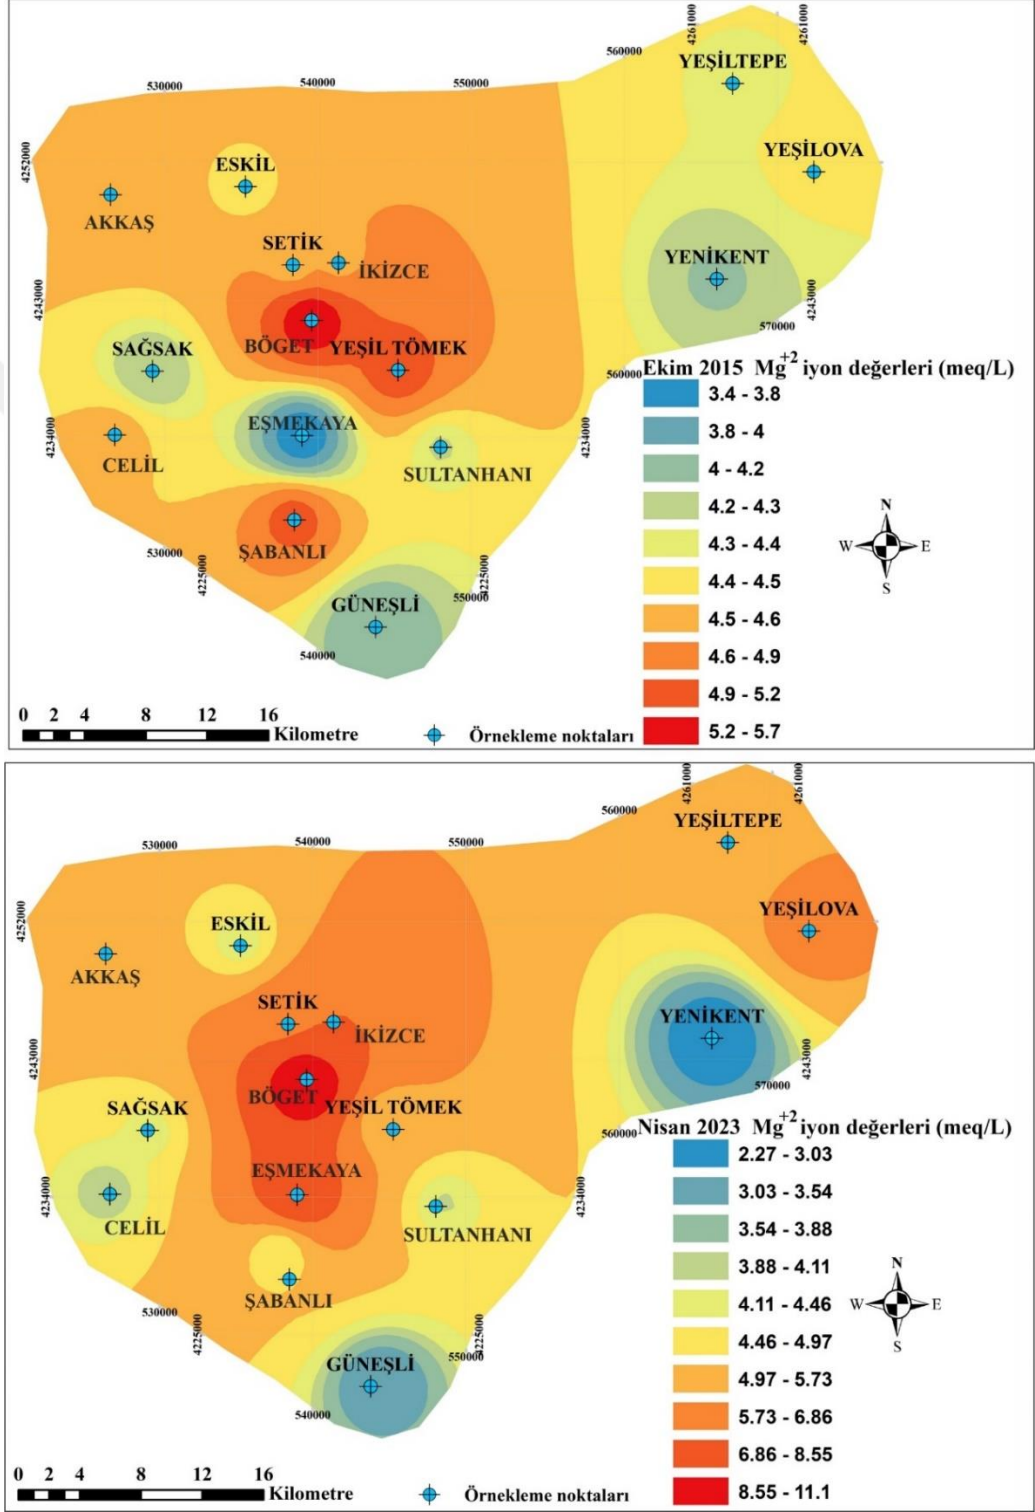 4261000
4261000
560000
YEŞİLTEPE
530000
540000
550000
4252000
ESKİL
YEŞİLOVA
AKKAŞ
SETİK
İKİZCE
YENİKENT
4243000
4243000
570000
SAĞSAK
BÖGET
YEŞİL TÖMEK
560000
EŞMEKAYA
4234000
4234000
CELİL
SULTANHANI
530000
ŞABANLI
4225000
4225000
550000
GÜNEŞLİ
540000
Ekim 2015 Mg+2 iyon değerleri (meq/L)
3.4 - 3.8
3.8 - 4
4 - 4.2
4.2 - 4.3
4.3 - 4.4
4.4 - 4.5
4.5 - 4.6
4.6 - 4.9
4.9 - 5.2
5.2 - 5.7
N
W E
S
0 2 4 8 12 16
Kilometre
Örnekleme noktaları
4261000
4261000
560000
YEŞİLTEPE
530000
540000
550000
4252000
ESKİL
YEŞİLOVA
AKKAŞ
SETİK
İKİZCE
YENİKENT
4243000
4243000
570000
BÖGET
SAĞSAK
YEŞİL TÖMEK
560000
EŞMEKAYA
4234000
4234000
CELİL
SULTANHANI
ŞABANLI
530000
4225000
4225000
550000
GÜNEŞLİ
540000
Nisan 2023 Mg+2 iyon değerleri (meq/L)
2.27 - 3.03
3.03 - 3.54
3.54 - 3.88
3.88 - 4.11
4.11 - 4.46
4.46 - 4.97
4.97 - 5.73
5.73 - 6.86
6.86 - 8.55
8.55 - 11.1
N
W E
S
0 2 4 8 12 16
Kilometre
Örnekleme noktaları